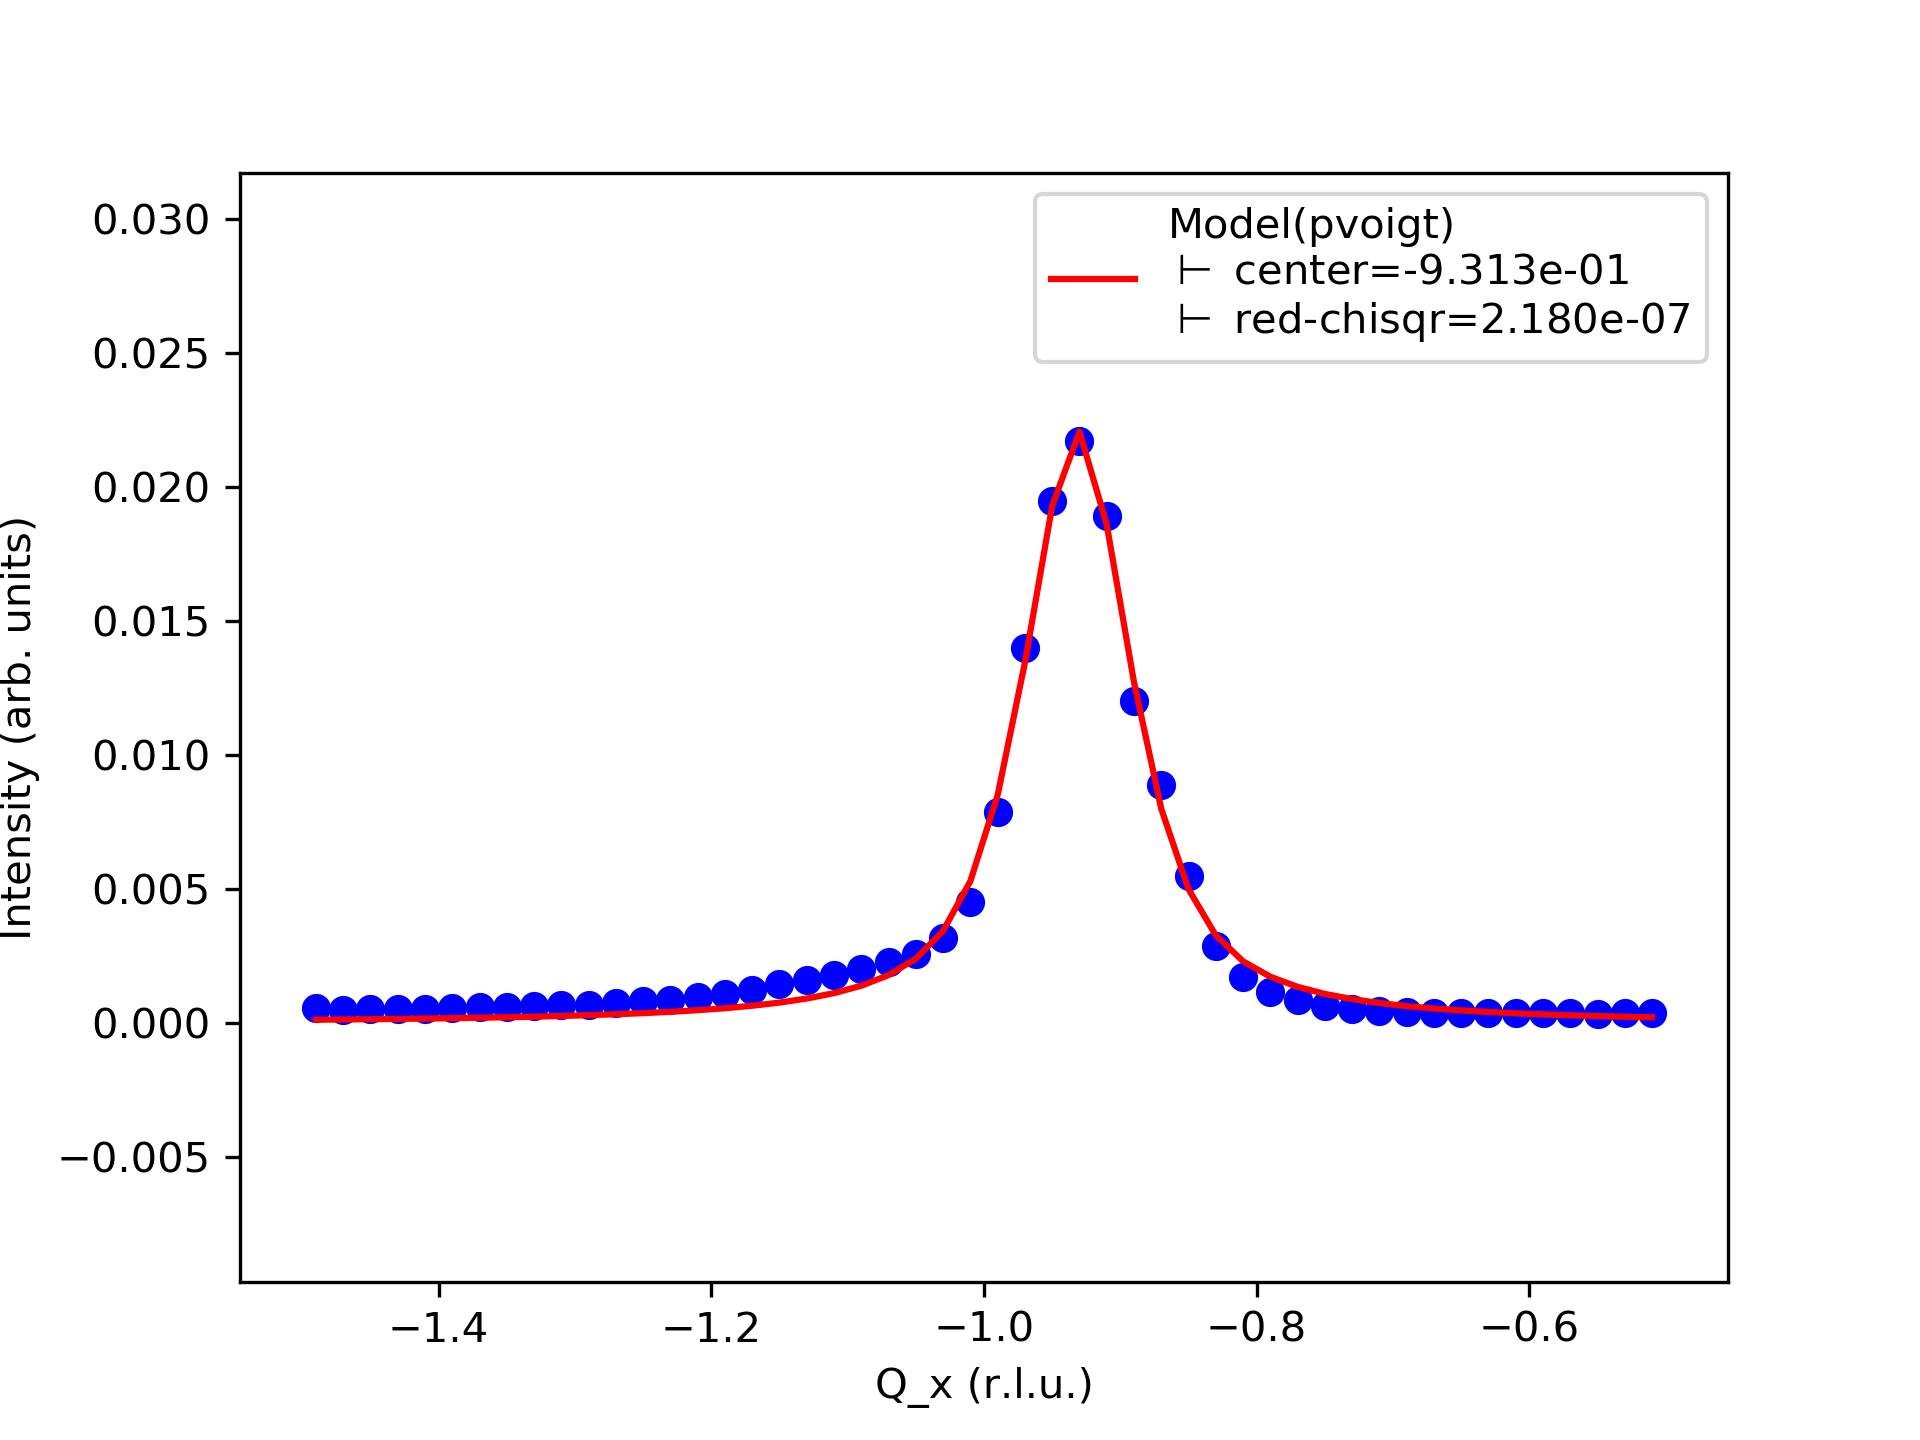 0.030
0.025
0.020
0.015
0.010
0.005
0.000
−0.005
Intensity (arb. units)
Model(pvoigt)
⊢ center=-9.313e-01
⊢ red-chisqr=2.180e-07
−1.4 −1.2 −1.0 −0.8 −0.6
Q_x (r.l.u.)